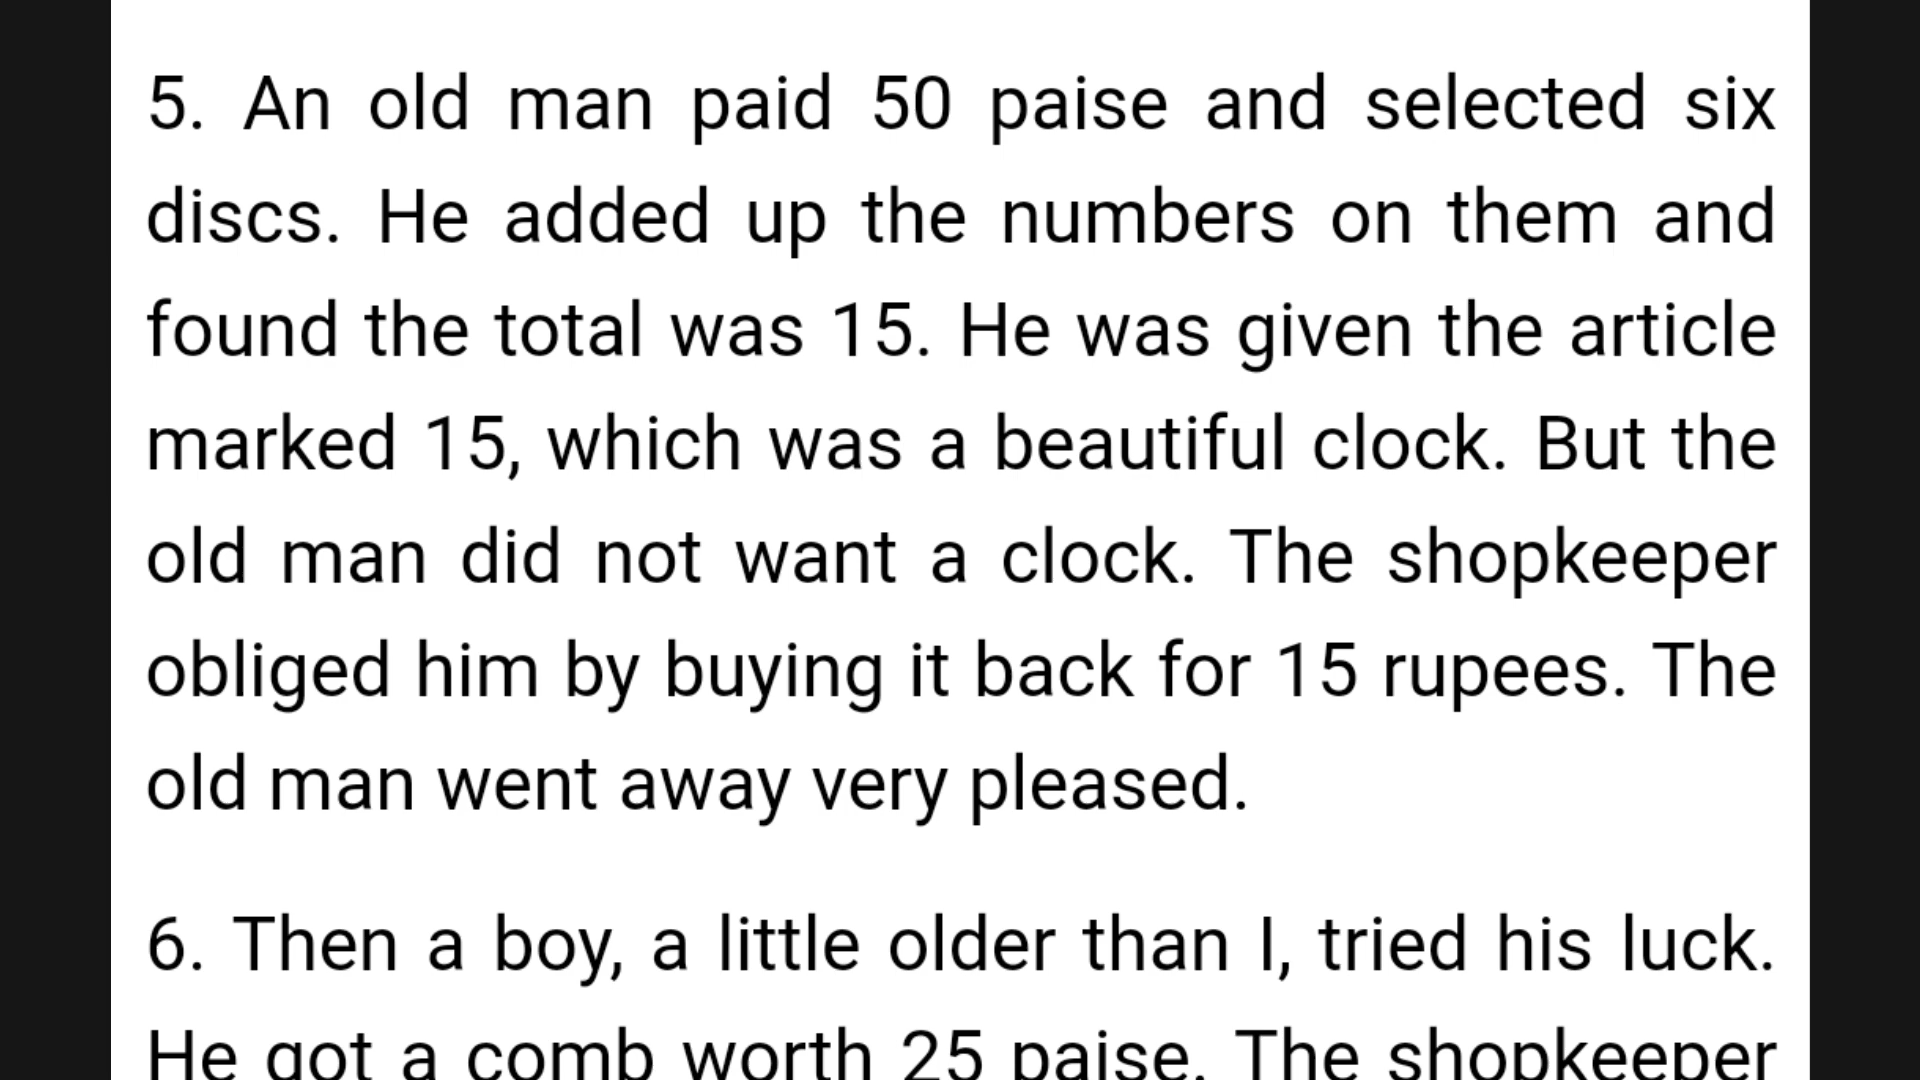 5. An old man paid 50 paise and selected six
discs. He added up the numbers on them and
found the total was 15. He was given the article
marked 15, which was a beautiful clock. But the
old man did not want a clock. The shopkeeper
obliged him by buying it back for 15 rupees. The
old man went away very pleased.
6. Then a boy, a little older than I, tried his luck.
He got a comb worth 25 paise. The shopkeeper